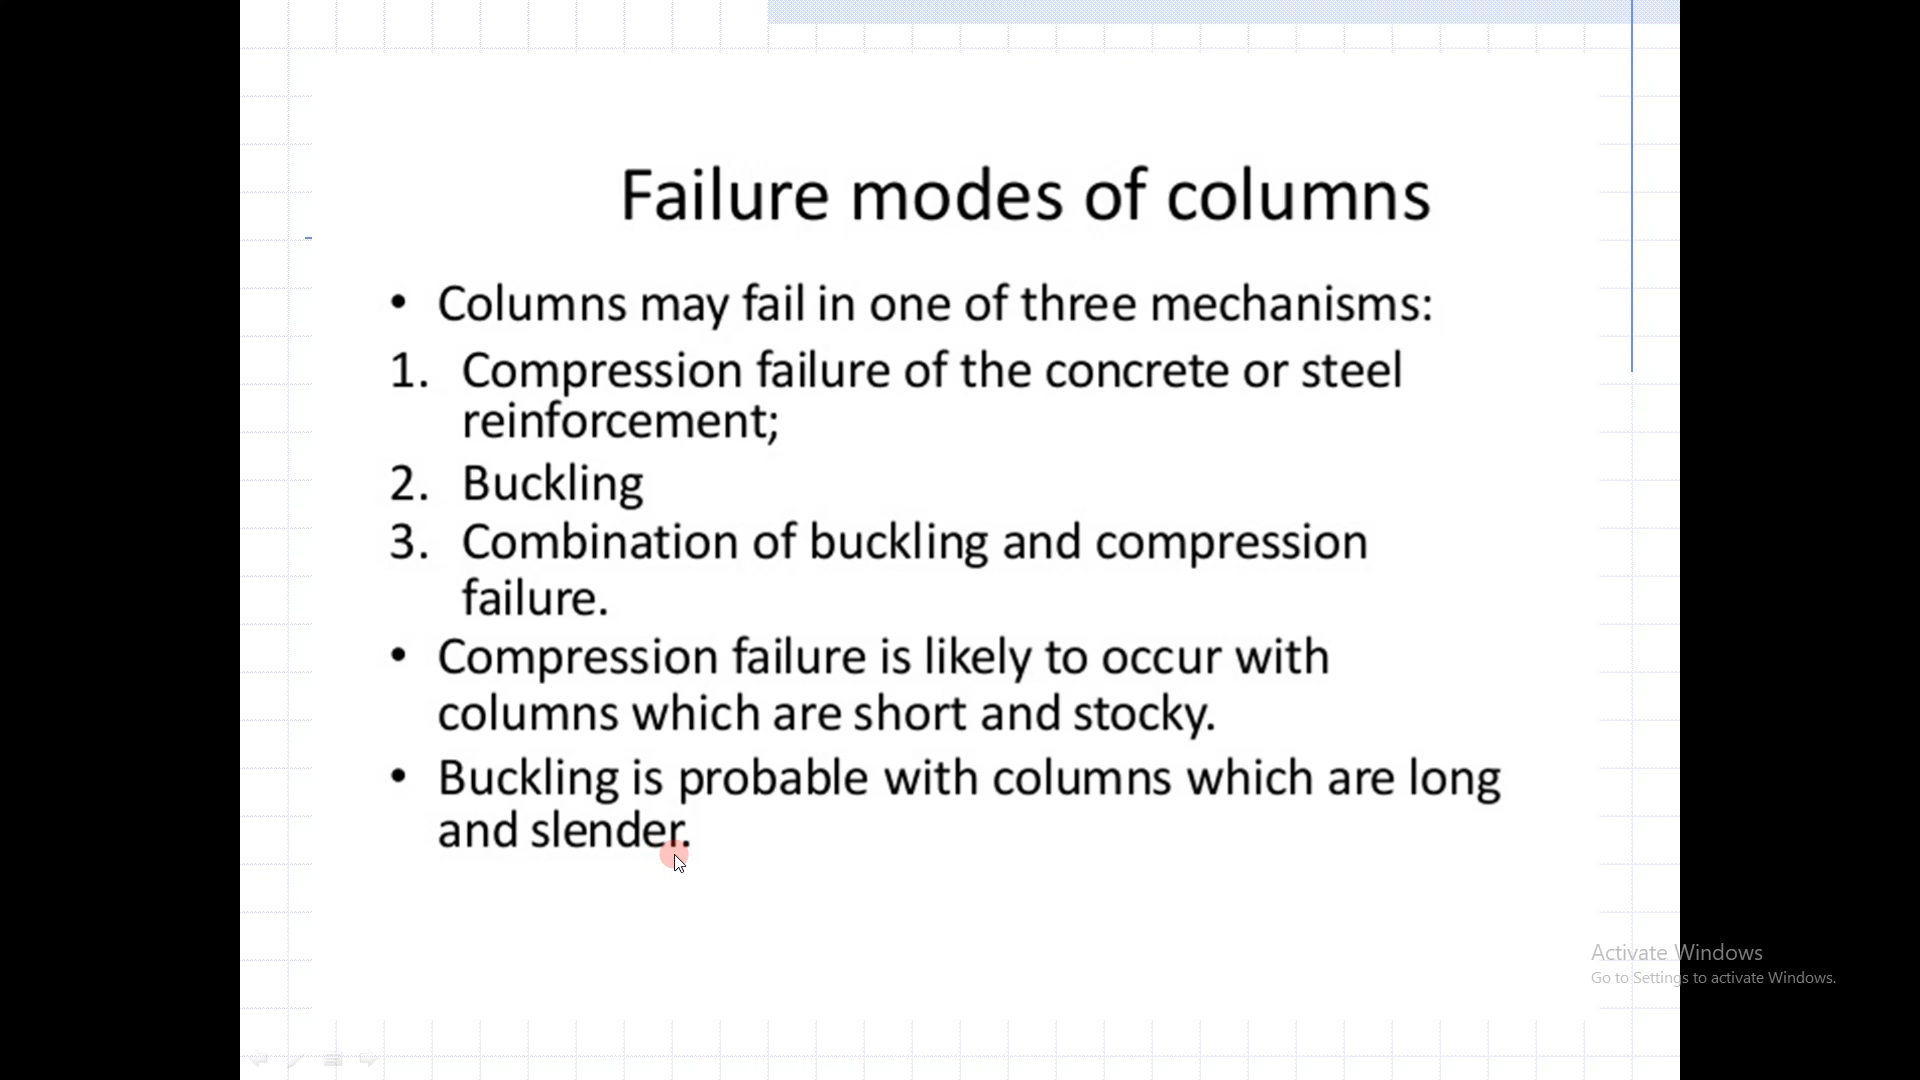 Failure modes of columns
• Columns may fail in one of three mechanisms:
1. Compression failure of the concrete or steel
reinforcement;
2. Buckling
3. Combination of buckling and compression
failure.
• Compression failure is likely to occur with
columns which are short and stocky.
• Buckling is probable with columns which are long
and slender.
Activate Windows
Go to Settings to activate Windows.